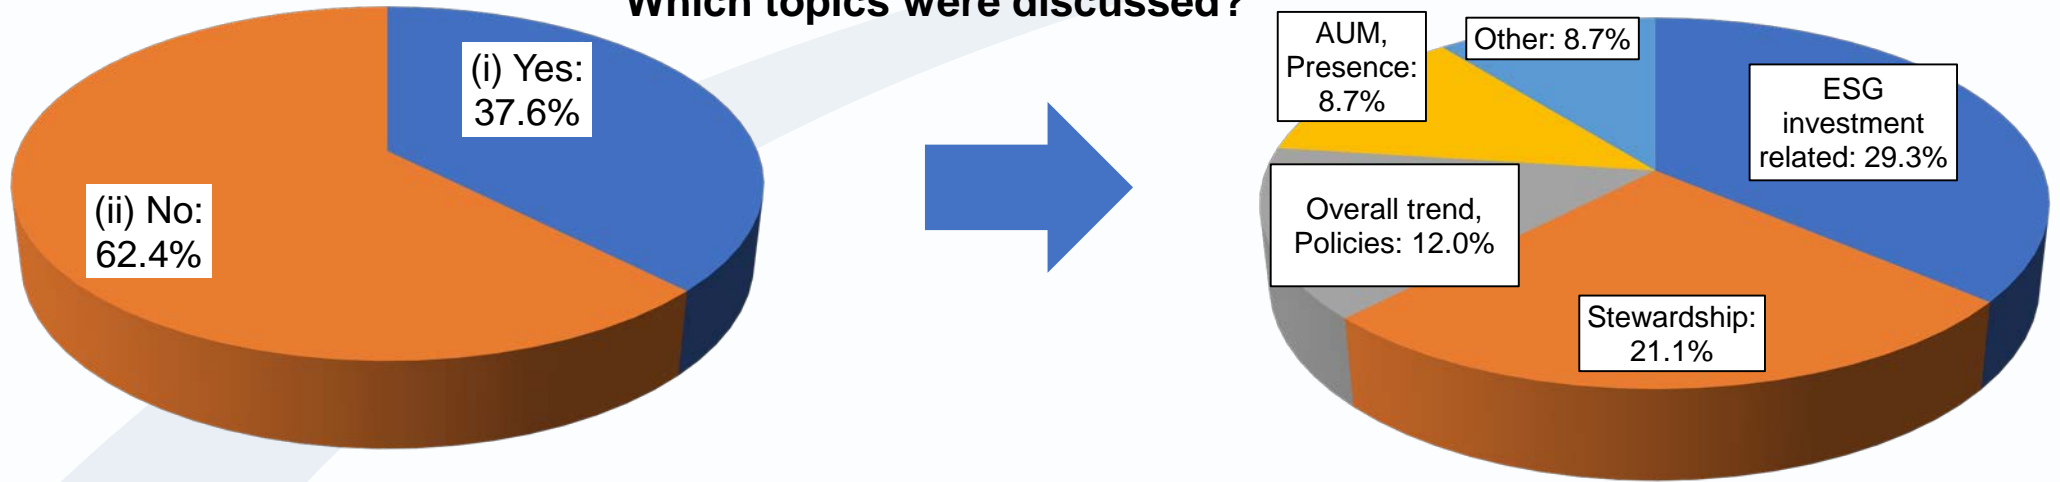 Which topics were discussed?
(i) Yes:
37.6%
(ii) No:
62.4%
AUM,
Presence:
8.7%
Other: 8.7%
ESG
investment
related: 29.3%
Overall trend,
Policies: 12.0%
Stewardship:
21.1%